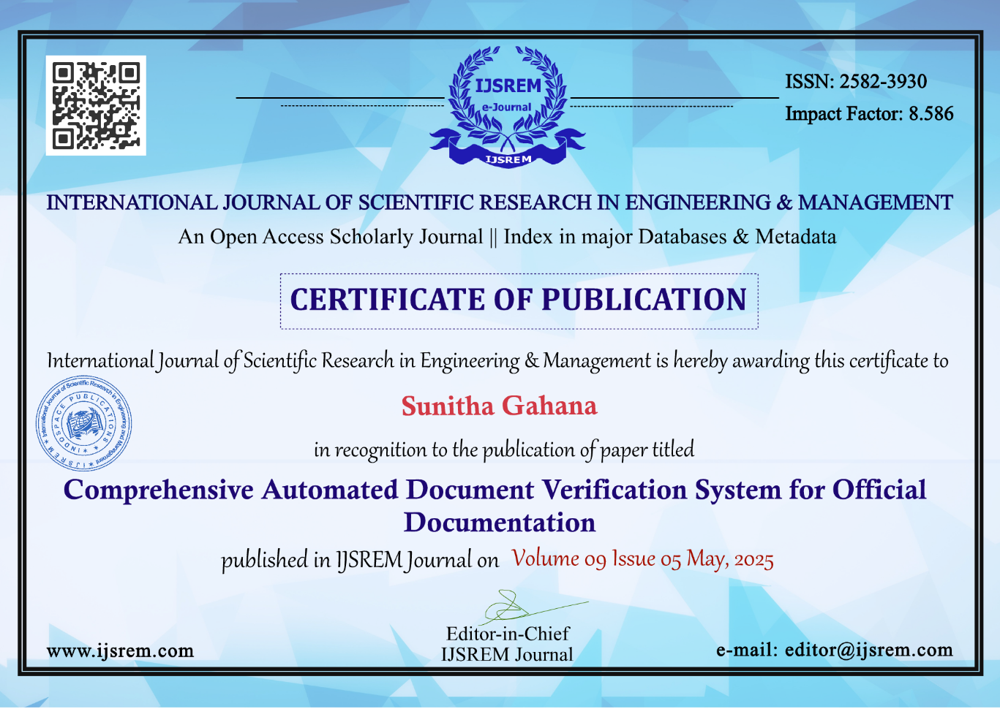 IJSREM
e-Journal
IJSREM
ISSN: 2582-3930
Impact Factor: 8.586
INTERNATIONAL JOURNAL OF SCIENTIFIC RESEARCH IN ENGINEERING & MANAGEMENT
An Open Access Scholarly Journal || Index in major Databases & Metadata
CERTIFICATE OF PUBLICATION
International Journal of Scientific Research in Engineering & Management is hereby awarding this certificate to
International Journal of Scientific Research in Engineering and Management
IJSREM
INDOSPACE PUBLICATIONS
Sunitha Gahana
in recognition to the publication of paper titled
Comprehensive Automated Document Verification System for Official
Documentation
published in IJSREM Journal on Volume 09 Issue 05 May, 2025
Editor-in-Chief
IJSREM Journal
www.ijsrem.com
e-mail: editor@ijsrem.com